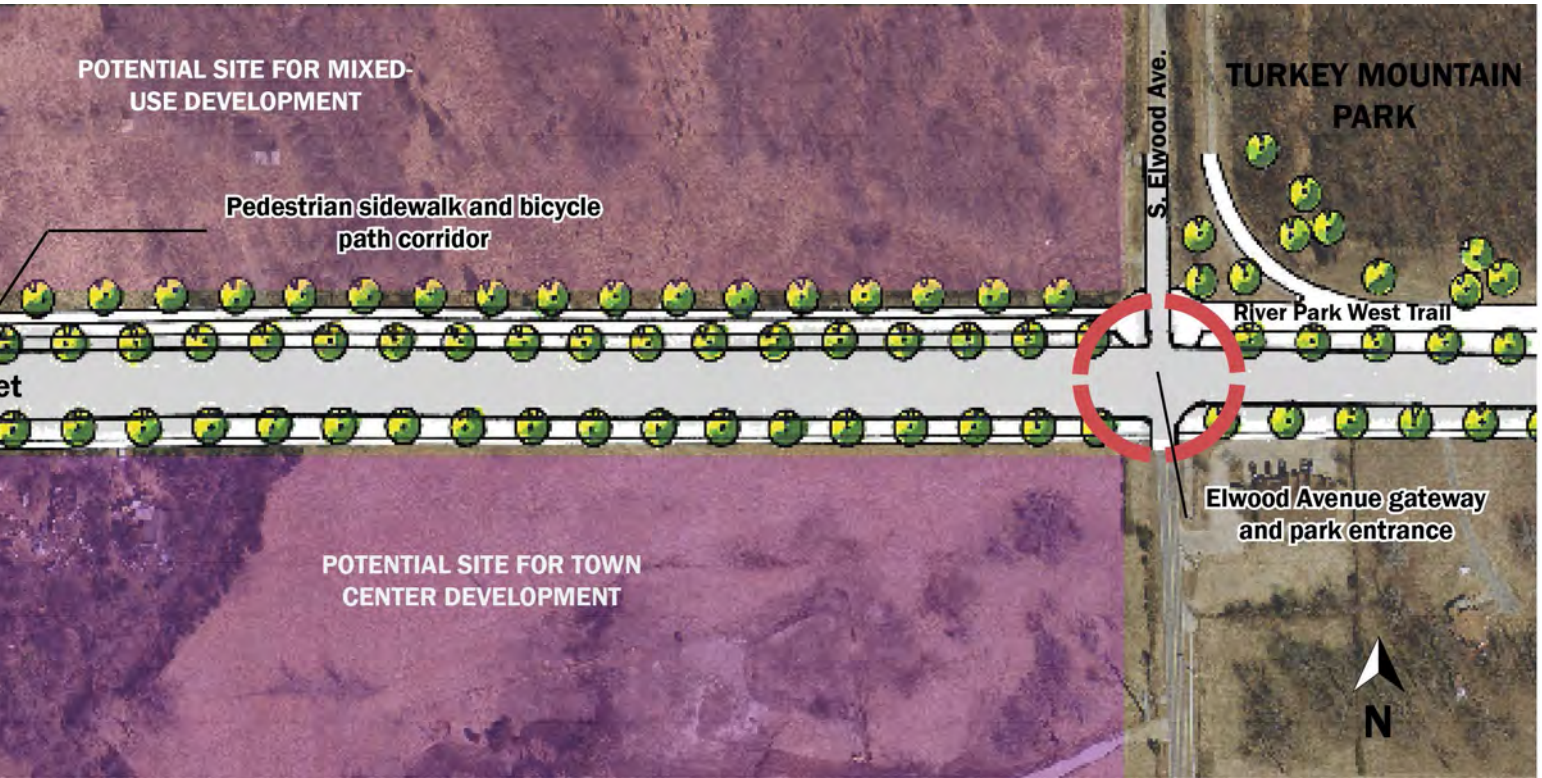 POTENTIAL SITE FOR MIXED-
USE DEVELOPMENT
S. Elwood Ave.
TURKEY MOUNTAIN
PARK
Pedestrian sidewalk and bicycle
path corridor
River Park West Trail
et
Elwood Avenue gateway
and park entrance
POTENTIAL SITE FOR TOWN
CENTER DEVELOPMENT
N